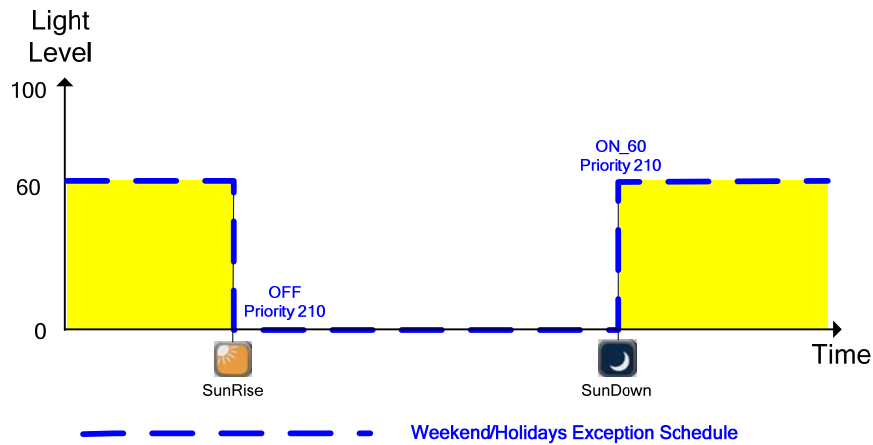 Light
Level
100
ON_60
Priority 210
60
OFF
Priority 210
0
Time
SunRise
SunDown
Weekend/Holidays Exception Schedule